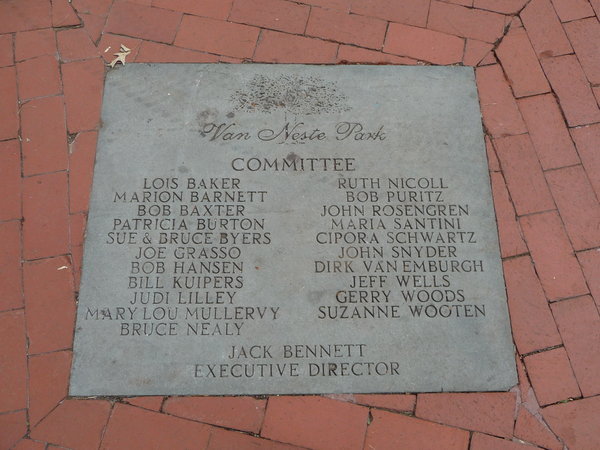 Van Neste Park
COMMITTEE
LOIS BAKER
MARION BARNETT
BOB BAXTER
PATRICIA BURTON
SUE & BRUCE BYERS
JOE GRASSO
BOB HANSEN
BILL KUIPERS
JUDI LILLEY
MARY LOU MULLERVY
BRUCE NEALY
RUTH NICOLL
BOB PURITZ
JOHN ROSENGREN
MARIA SANTINI
CIPORA SCHWARTZ
JOHN SNYDER
DIRK VAN EMBURGH
JEFF WELLS
GERRY WOODS
SUZANNE WOOTEN
JACK BENNETT
EXECUTIVE DIRECTOR